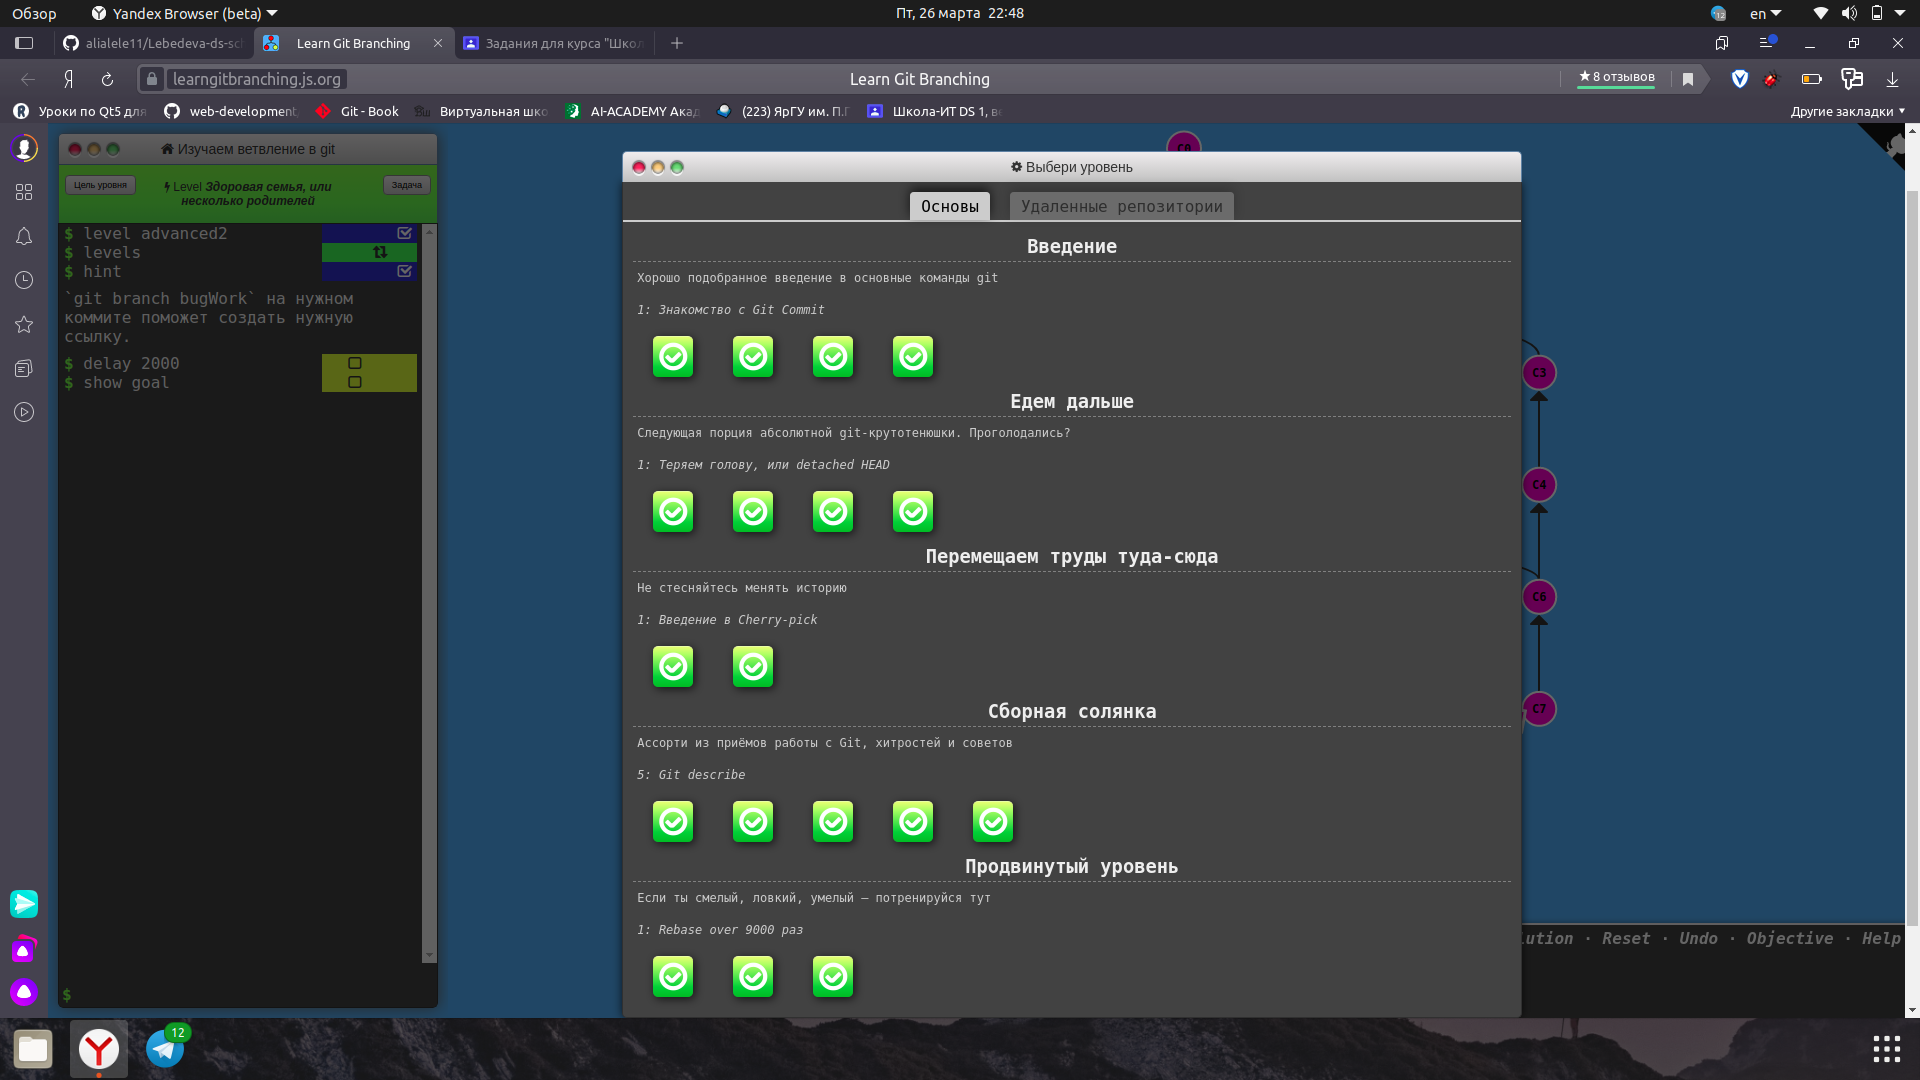 Обзор
Yandex Browser (beta)
Пт, 26 марта 22:48
12
en
alialele11/Lebedeva-ds-sch
Learn Git Branching
Задания для курса "Школ
learngitbranching.js.org
Learn Git Branching
★ 8 отзывов
Уроки по Qt5 для
web-development
Git - Book
Виртуальная шко
AI-ACADEMY Акад
(223) ЯрГУ им. П.Г
Школа-ИТ DS 1, ве
Другие закладки
Изучаем ветвление в git
Цель уровня
Level Здоровая семья, или
несколько родителей
Задача
$ level advanced2
$ levels
$ hint
`git branch bugWork` на нужном
коммите поможет создать нужную
ссылку.
$ delay 2000
$ show goal
$
C0
Выбери уровень
Основы
Удаленные репозитории
Введение
Хорошо подобранное введение в основные команды git
1: Знакомство с Git Commit
Едем дальше
Следующая порция абсолютной git-крутотенюшки. Проголодались?
1: Теряем голову, или detached HEAD
Перемещаем труды туда-сюда
Не стесняйтесь менять историю
1: Введение в Cherry-pick
Сборная солянка
Ассорти из приёмов работы с Git, хитростей и советов
5: Git describe
Продвинутый уровень
Если ты смелый, ловкий, умелый — потренируйся тут
1: Rebase over 9000 раз
C3
C4
C6
C7
ution · Reset · Undo · Objective · Help
12